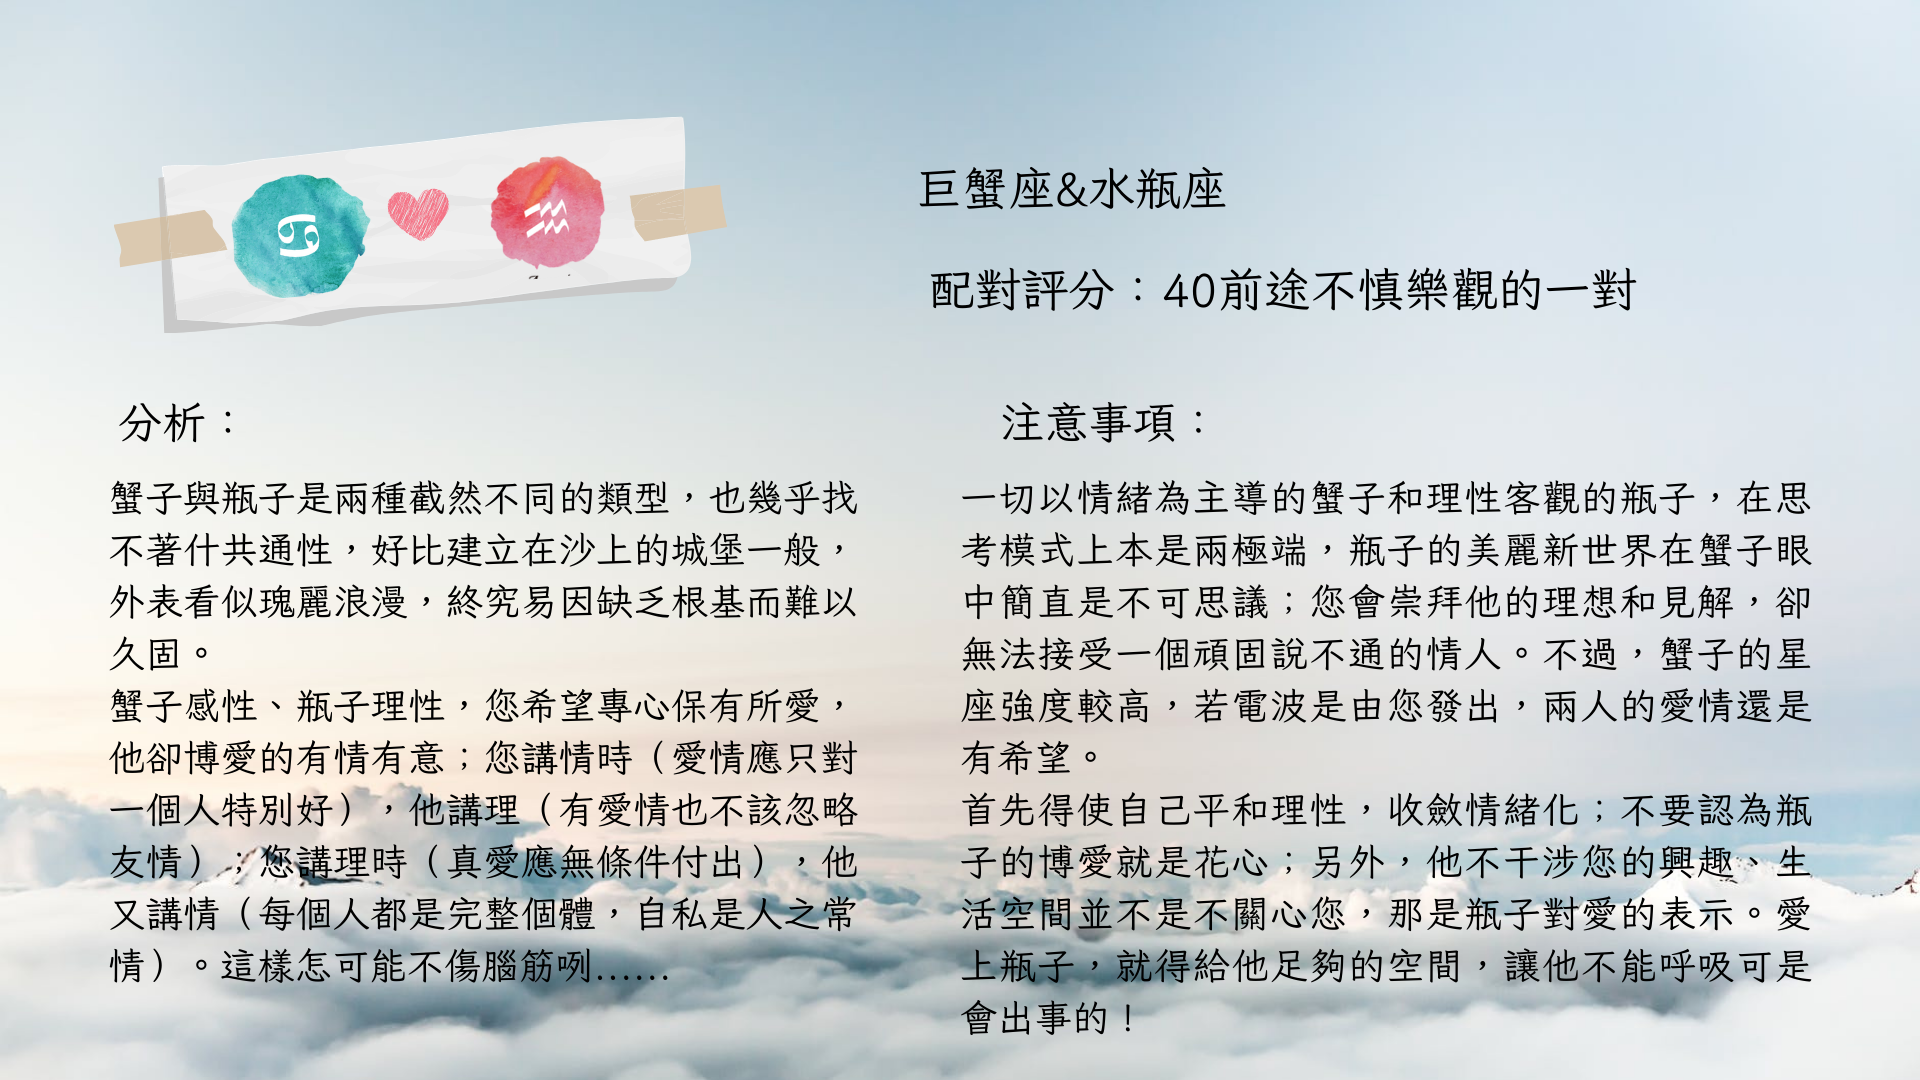 巨蟹座&水瓶座
配對評分：40前途不慎樂觀的一對
分析：
蟹子與瓶子是兩種截然不同的類型，也幾乎找
不著什共通性，好比建立在沙上的城堡一般，
外表看似瑰麗浪漫，終究易因缺乏根基而難以
久固。
蟹子感性、瓶子理性，您希望專心保有所愛，
他卻博愛的有情有意；您講情時（愛情應只對
一個人特別好），他講理（有愛情也不該忽略
友情）；您講理時（真愛應無條件付出），他
又講情（每個人都是完整個體，自私是人之常
情）。這樣怎可能不傷腦筋咧……
注意事項：
一切以情緒為主導的蟹子和理性客觀的瓶子，在思
考模式上本是兩極端，瓶子的美麗新世界在蟹子眼
中簡直是不可思議；您會崇拜他的理想和見解，卻
無法接受一個頑固說不通的情人。不過，蟹子的星
座強度較高，若電波是由您發出，兩人的愛情還是
有希望。
首先得使自己平和理性，收斂情緒化；不要認為瓶
子的博愛就是花心；另外，他不干涉您的興趣、生
活空間並不是不關心您，那是瓶子對愛的表示。愛
上瓶子，就得給他足夠的空間，讓他不能呼吸可是
會出事的！